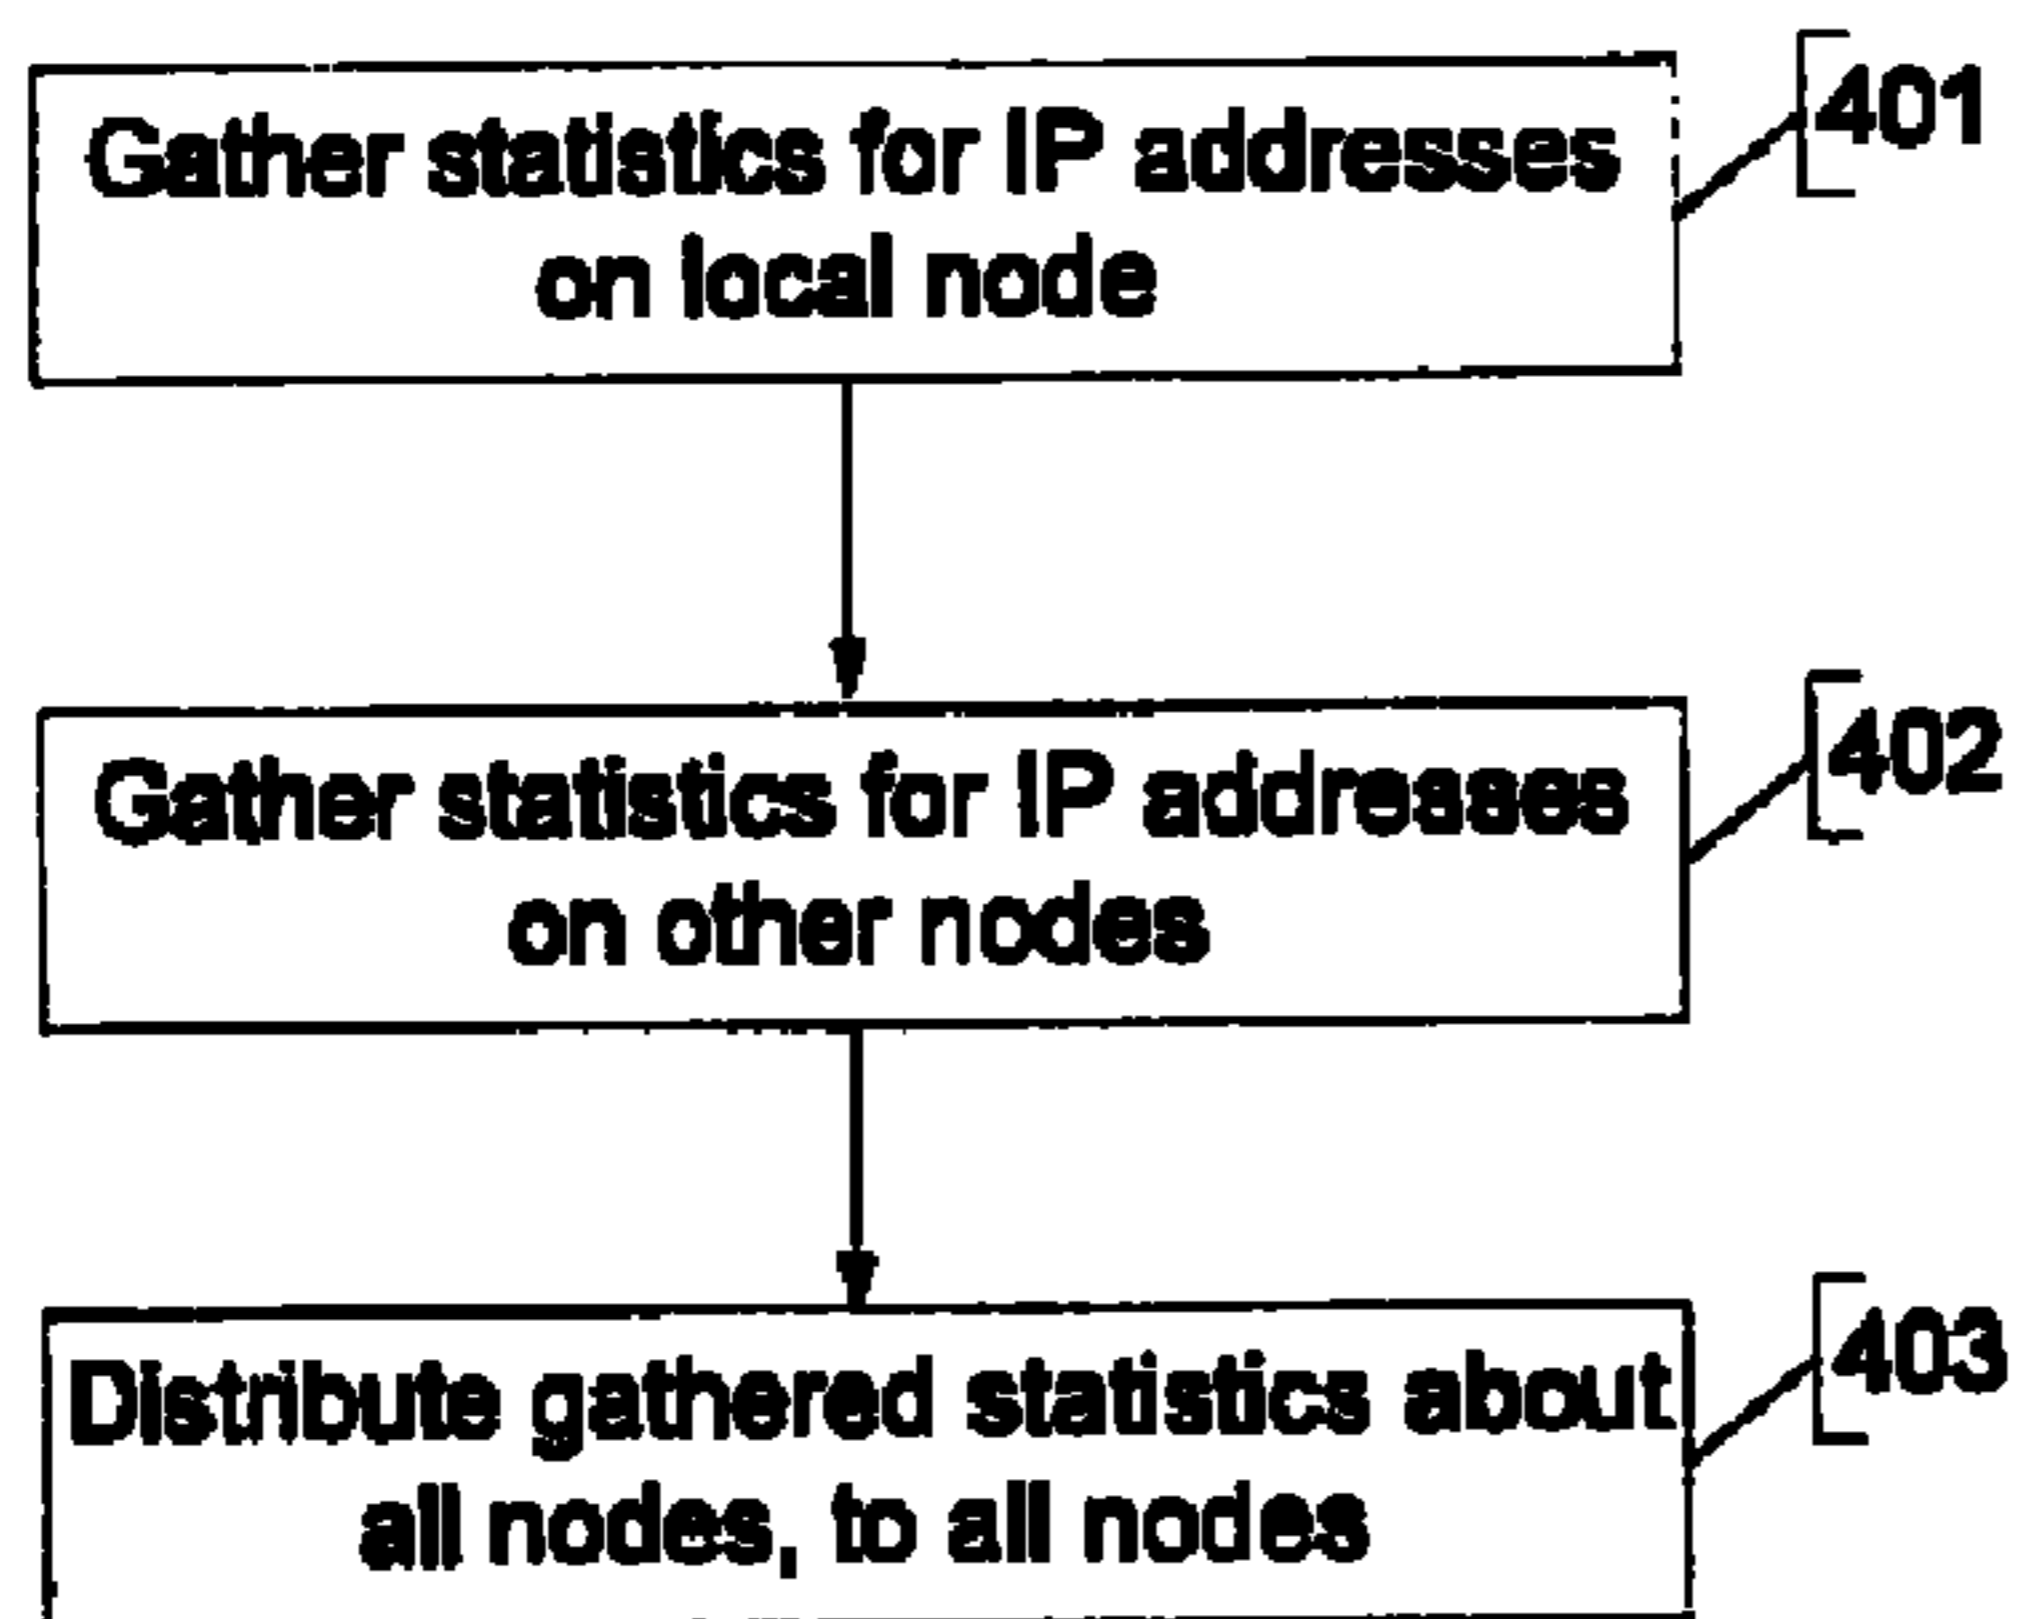 Gather statistics for IP addresses
on local node
401
Gather statistics for IP addresses
on other nodes
402
Distribute gathered statistics about
all nodes, to all nodes
403